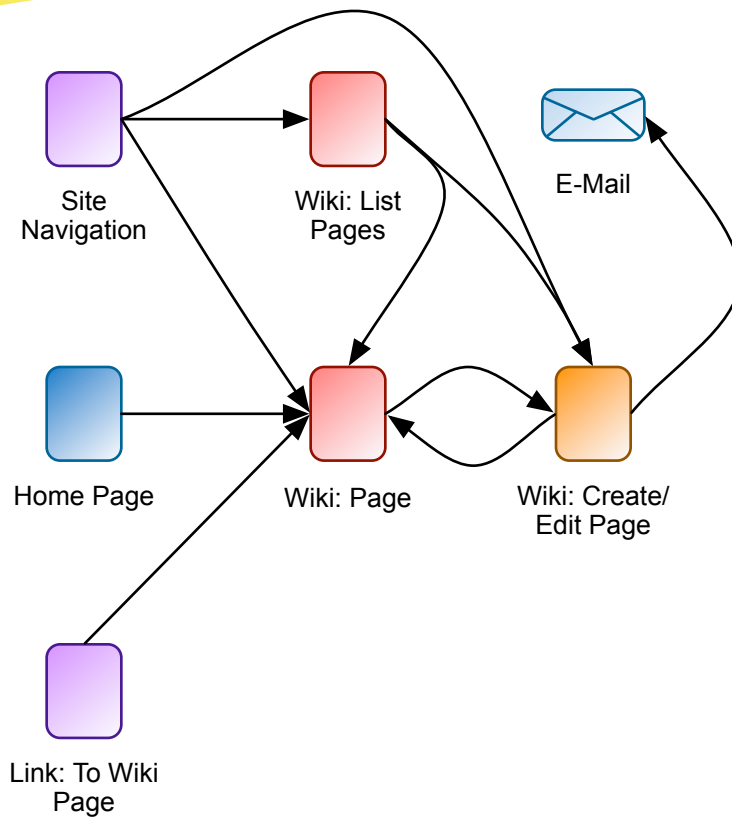 Site
Navigation
Wiki: List
Pages
E-Mail
Home Page
Wiki: Page
Wiki: Create/
Edit Page
Link: To Wiki
Page